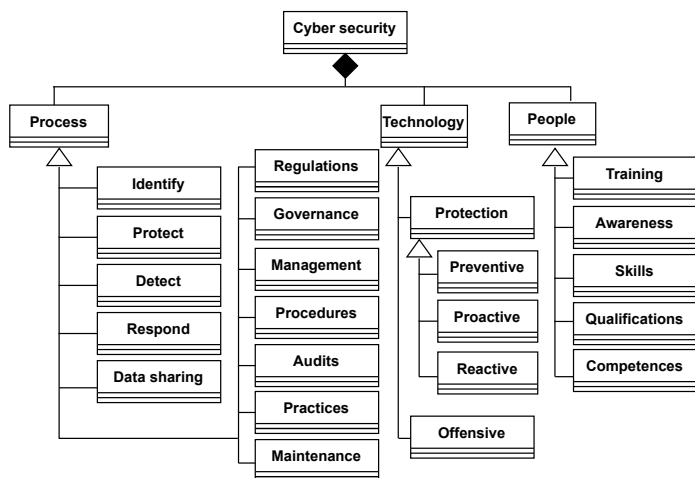 Cyber security
Process
Technology
People
Identify
Protect
Detect
Respond
Data sharing
Regulations
Governance
Management
Procedures
Audits
Practices
Maintenance
Protection
Preventive
Proactive
Reactive
Offensive
Training
Awareness
Skills
Qualifications
Competences